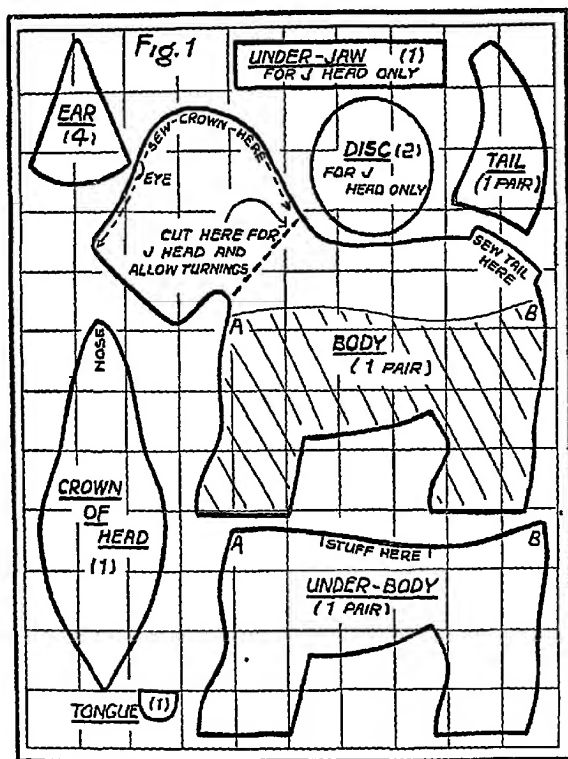 Fig. 1
UNDER-JAW (1)
FOR J HEAD ONLY
EAR
(4)
SEW-CROWN-HERE
EYE
DISC (2)
FOR J
HEAD ONLY
TAIL
(1 PAIR)
CUT HERE FOR
J HEAD AND
ALLOW TURNINGS
SEW TAIL
HERE
A
B
BODY
(1 PAIR)
NOSE
CROWN
OF
HEAD
(1)
A
STUFF HERE
B
UNDER-BODY
(1 PAIR)
TONGUE
(1)